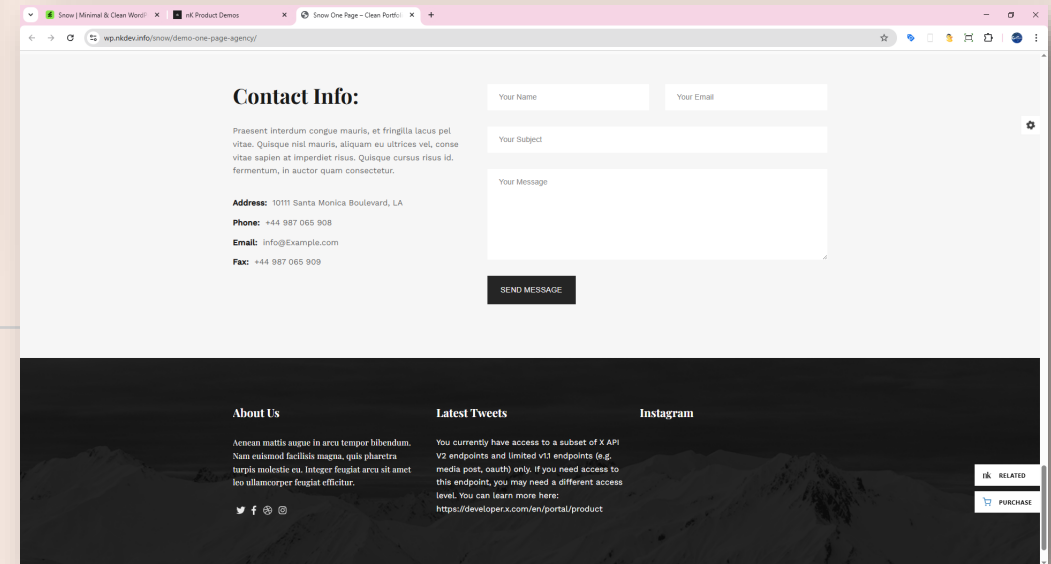 Snow | Minimal & Clean WordP
nK Product Demos
Snow One Page – Clean Portfol
wp.nkdev.info/snow/demo-one-page-agency/
Contact Info:
Praesent interdum congue mauris, et fringilla lacus pel
vitae. Quisque nisl mauris, aliquam eu ultrices vel, conse
vitae sapien at imperdiet risus. Quisque cursus risus id.
fermentum, in auctor quam consectetur.
Address: 10111 Santa Monica Boulevard, LA
Phone: +44 987 065 908
Email: info@Example.com
Fax: +44 987 065 909
Your Name
Your Email
Your Subject
Your Message
SEND MESSAGE
About Us
Aenean mattis augue in arcu tempor bibendum.
Nam euismod facilisis magna, quis pharetra
turpis molestie eu. Integer feugiat arcu sit amet
leo ullamcorper feugiat efficitur.
Latest Tweets
You currently have access to a subset of X API
V2 endpoints and limited v1.1 endpoints (e.g.
media post, oauth) only. If you need access to
this endpoint, you may need a different access
level. You can learn more here:
https://developer.x.com/en/portal/product
Instagram
nk RELATED
PURCHASE